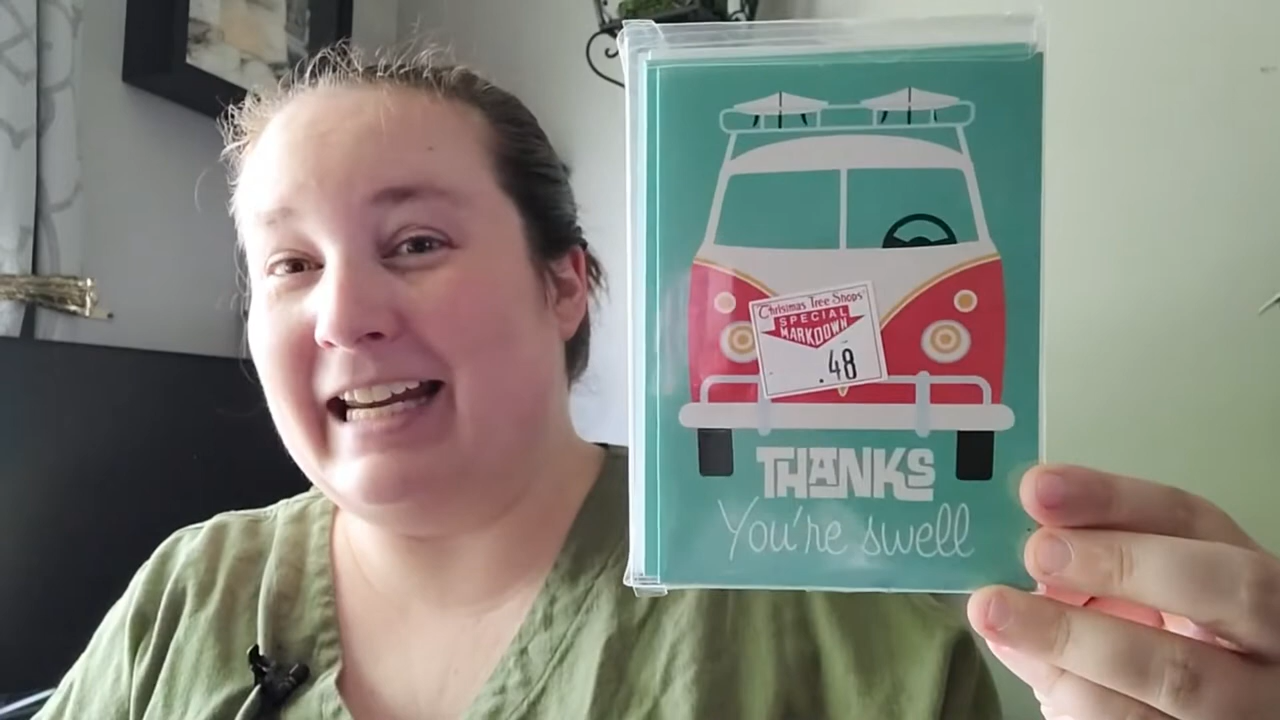 Christmas Tree Shops®
SPECIAL
MARKDOWN
.48
THANKS
You're swell